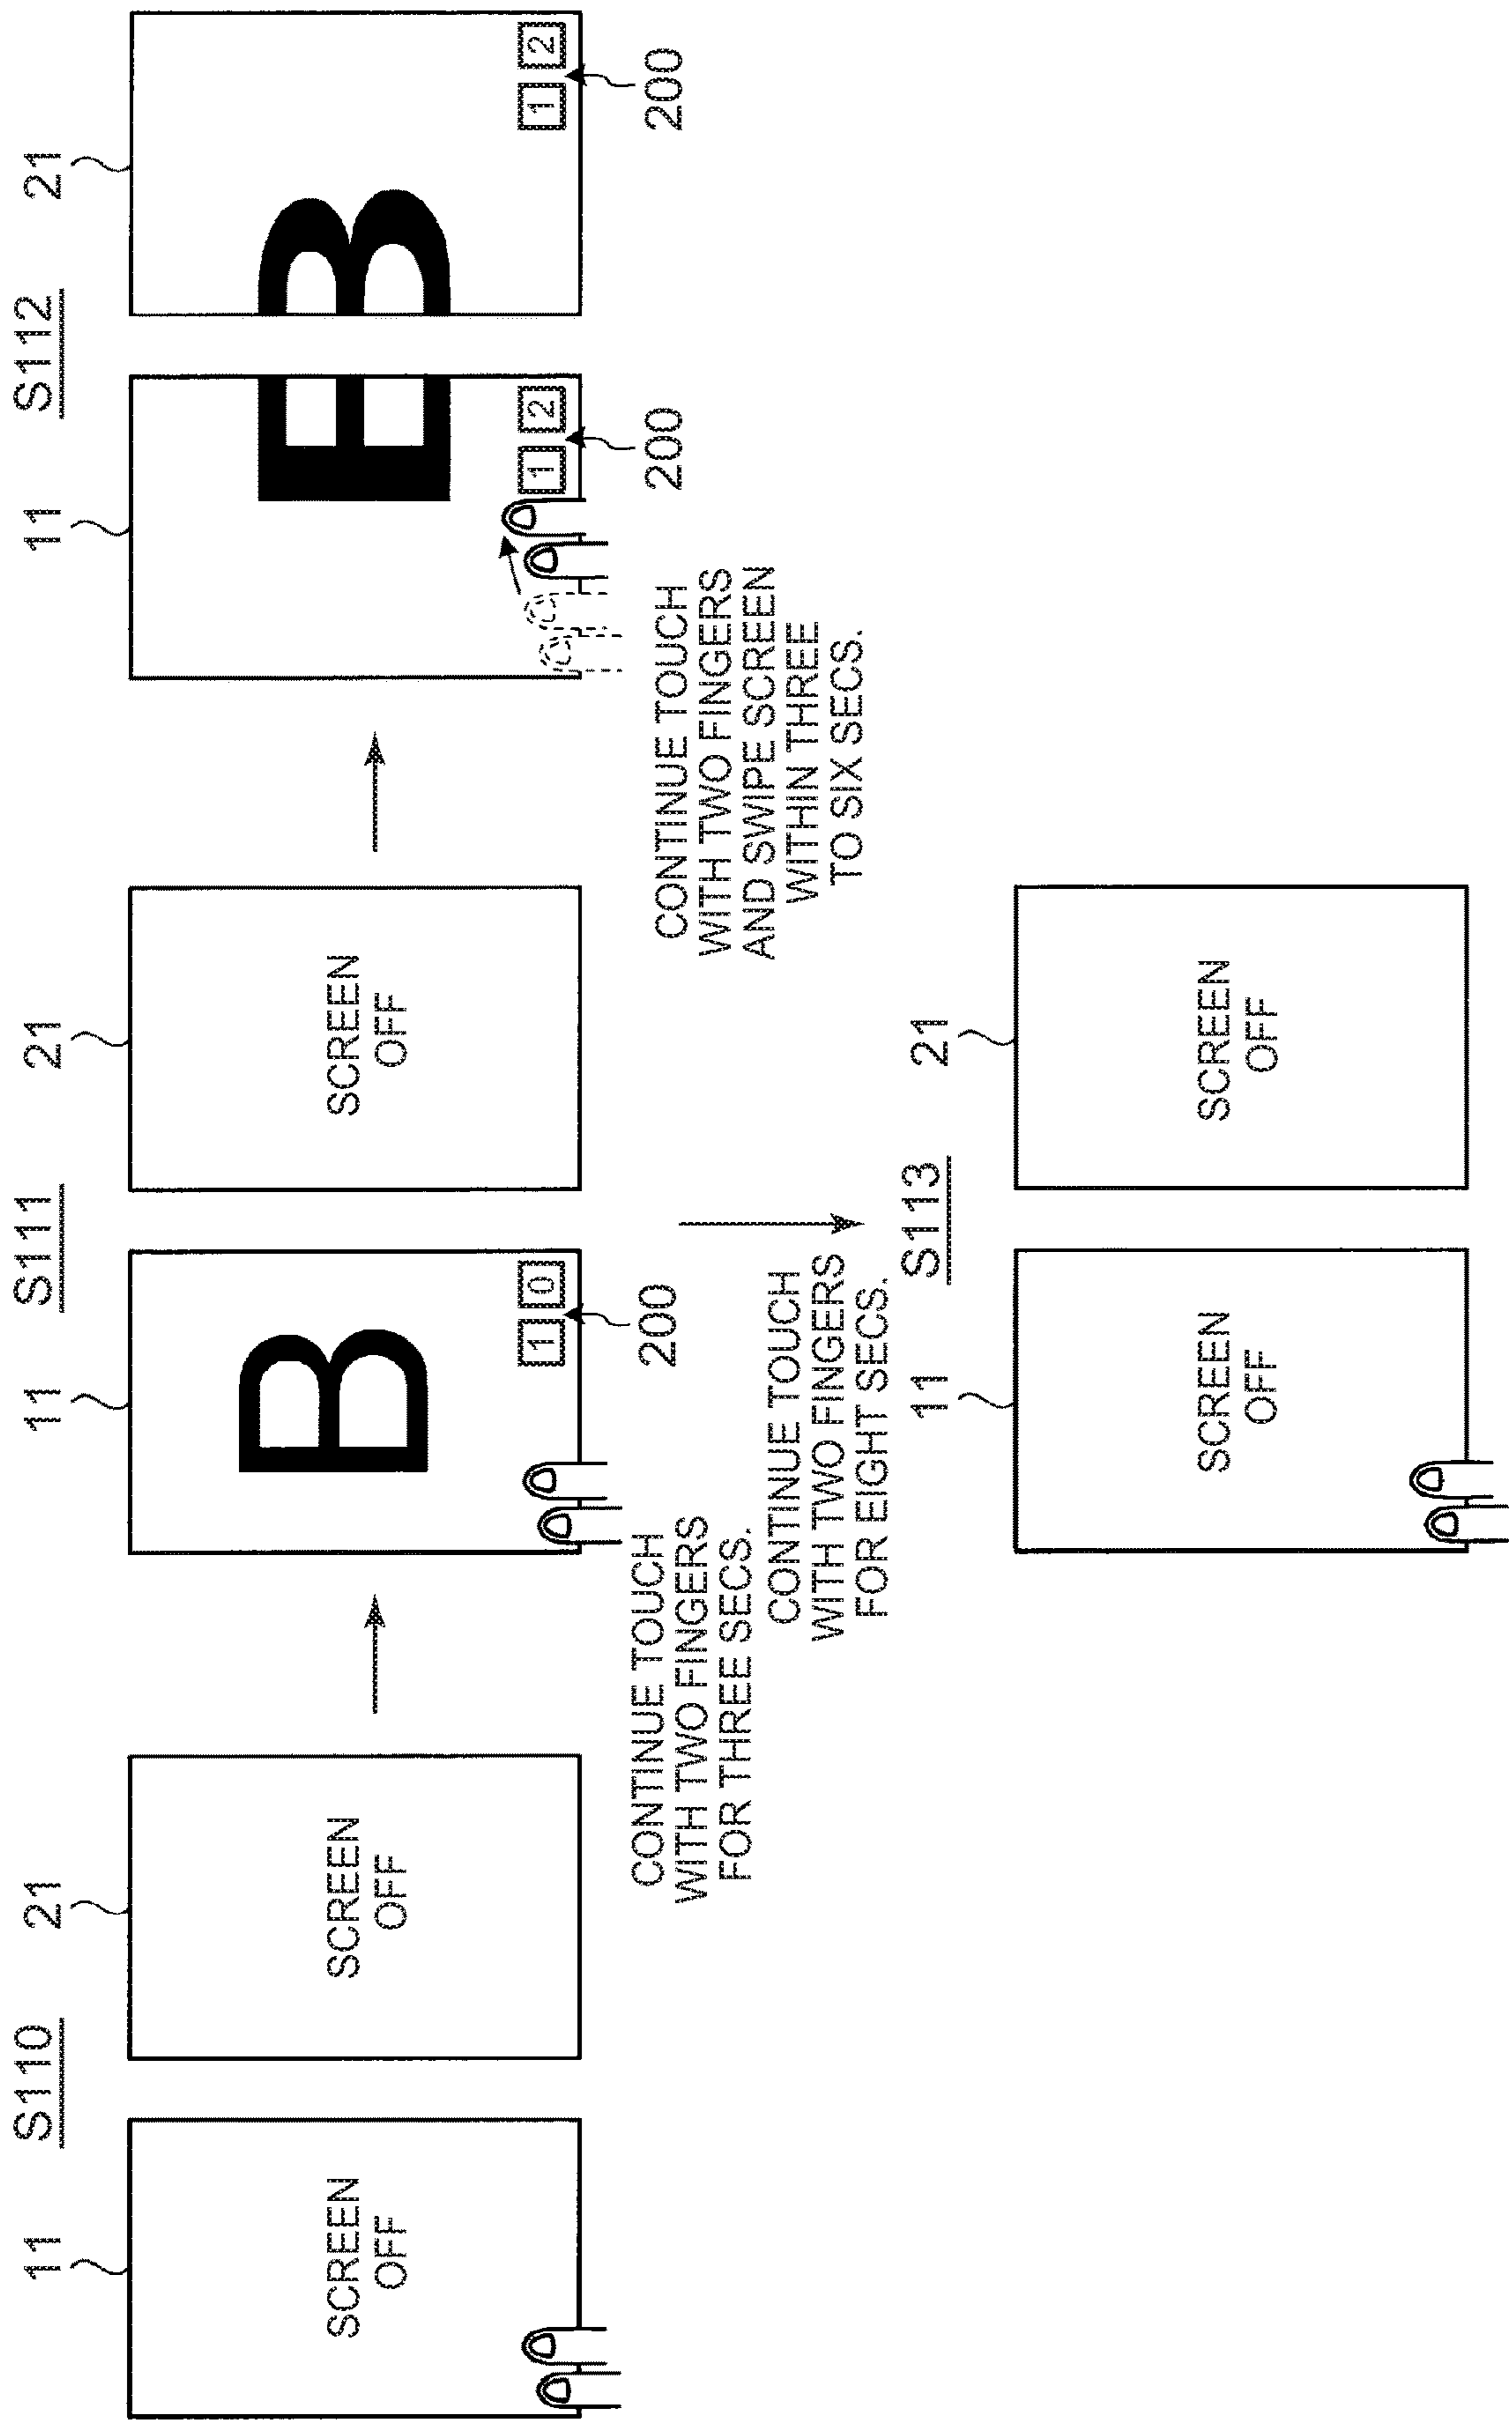 S110
11
21
SCREEN
OFF
SCREEN
OFF
CONTINUE TOUCH
WITH TWO FINGERS
FOR THREE SECS.
S111
11
21
B
1
0
200
SCREEN
OFF
CONTINUE TOUCH
WITH TWO FINGERS
AND SWIPE SCREEN
WITHIN THREE
TO SIX SECS.
S112
11
21
B
1
2
200
1
2
200
CONTINUE TOUCH
WITH TWO FINGERS
FOR EIGHT SECS.
S113
11
21
SCREEN
OFF
SCREEN
OFF